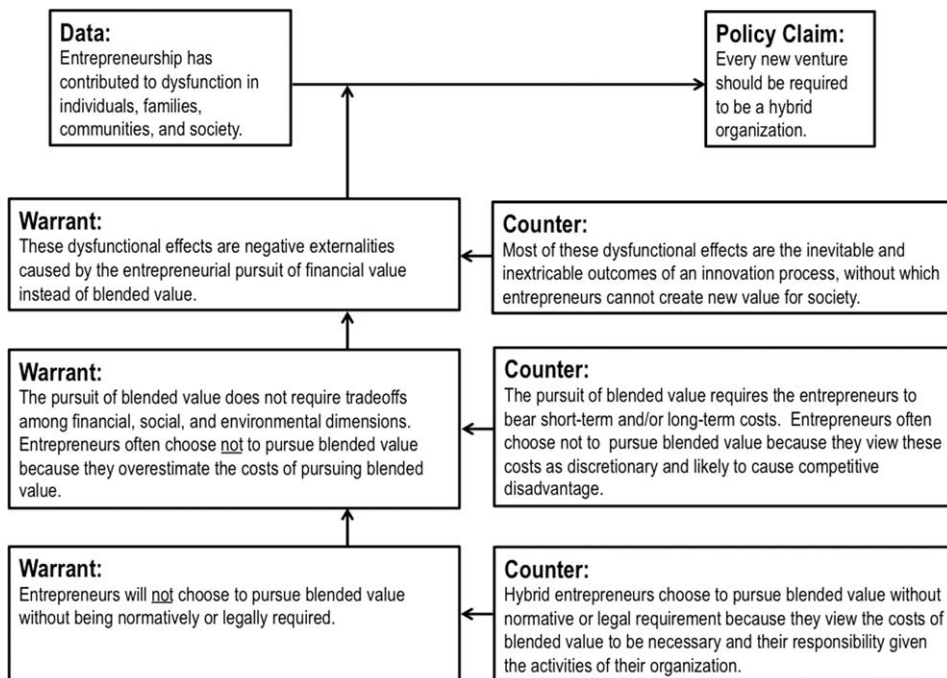 Data:
Entrepreneurship has
contributed to dysfunction in
individuals, families,
communities, and society.
Policy Claim:
Every new venture
should be required
to be a hybrid
organization.
Warrant:
These dysfunctional effects are negative externalities
caused by the entrepreneurial pursuit of financial value
instead of blended value.
Counter:
Most of these dysfunctional effects are the inevitable and
inextricable outcomes of an innovation process, without which
entrepreneurs cannot create new value for society.
Warrant:
The pursuit of blended value does not require tradeoffs
among financial, social, and environmental dimensions.
Entrepreneurs often choose not to pursue blended value
because they overestimate the costs of pursuing blended
value.
Counter:
The pursuit of blended value requires the entrepreneurs to
bear short-term and/or long-term costs.  Entrepreneurs often
choose not to  pursue blended value because they view these
costs as discretionary and likely to cause competitive
disadvantage.
Warrant:
Entrepreneurs will not choose to pursue blended value
without being normatively or legally required.
Counter:
Hybrid entrepreneurs choose to pursue blended value without
normative or legal requirement because they view the costs of
blended value to be necessary and their responsibility given
the activities of their organization.